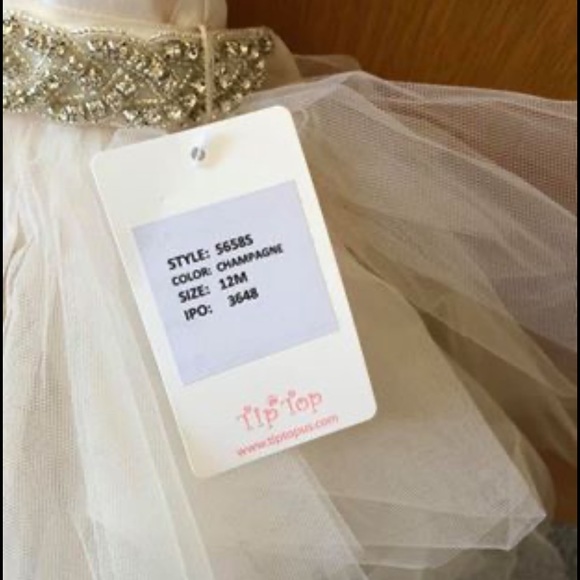 STYLE: 5658S
COLOR: CHAMPAGNE
SIZE: 12M
IPO: 3648
Tip Top
www.tiptopus.com